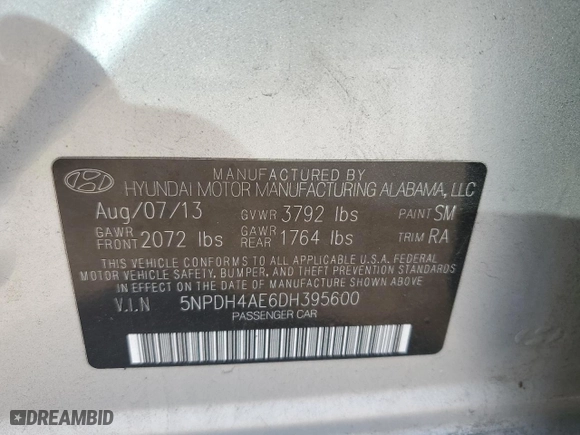 MANUFACTURED BY
HYUNDAI MOTOR MANUFACTURING ALABAMA, LLC
Aug/07/13 GVWR 3792 lbs PAINT SM
GAWR FRONT 2072 lbs GAWR REAR 1764 lbs TRIM RA
THIS VEHICLE CONFORMS TO ALL APPLICABLE U.S.A. FEDERAL
MOTOR VEHICLE SAFETY, BUMPER, AND THEFT PREVENTION
STANDARDS IN EFFECT ON THE DATE OF MANUFACTURE SHOWN ABOVE
V.I.N 5NPDH4AE6DH395600
PASSENGER CAR
DREAMBID